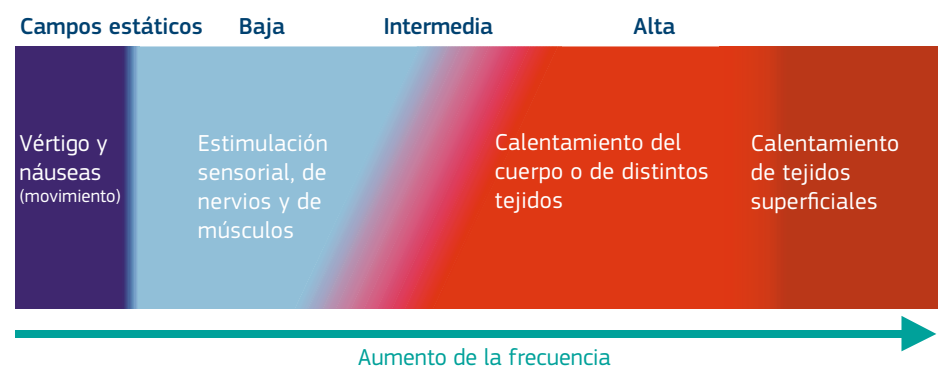 Campos estáticos Baja Intermedia Alta
Vértigo y
náuseas
(movimiento)
Estimulación
sensorial, de
nervios y de
músculos
Calentamiento del
cuerpo o de distintos
tejidos
Calentamiento
de tejidos
superficiales
Aumento de la frecuencia